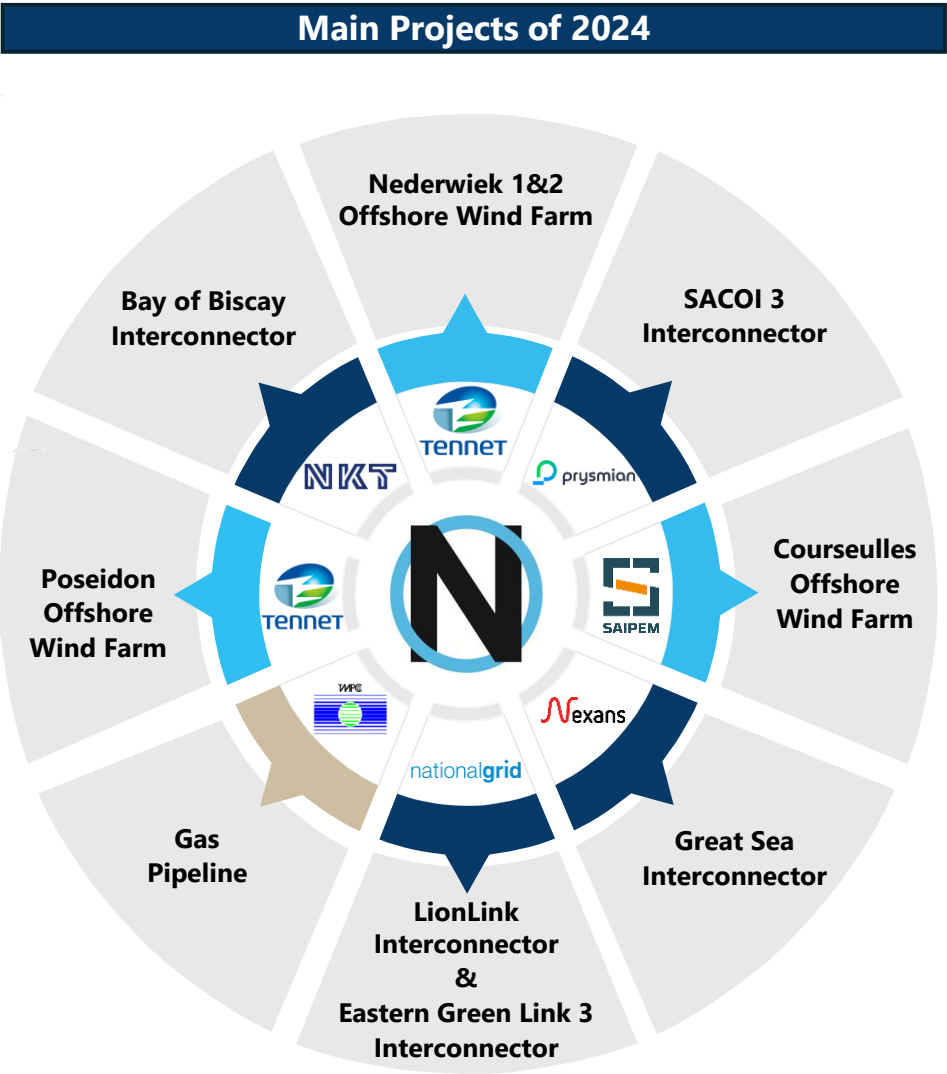 Main Projects of 2024
Nederwiek 1&2
Offshore Wind Farm
SACOI 3
Interconnector
Courseulles
Offshore
Wind Farm
Great Sea
Interconnector
LionLink
Interconnector
&
Eastern Green Link 3
Interconnector
Gas
Pipeline
Poseidon
Offshore
Wind Farm
Bay of Biscay
Interconnector
TENNET
prysmian
SAIPEM
Nexans
nationalgrid
TENNET
NKT
N